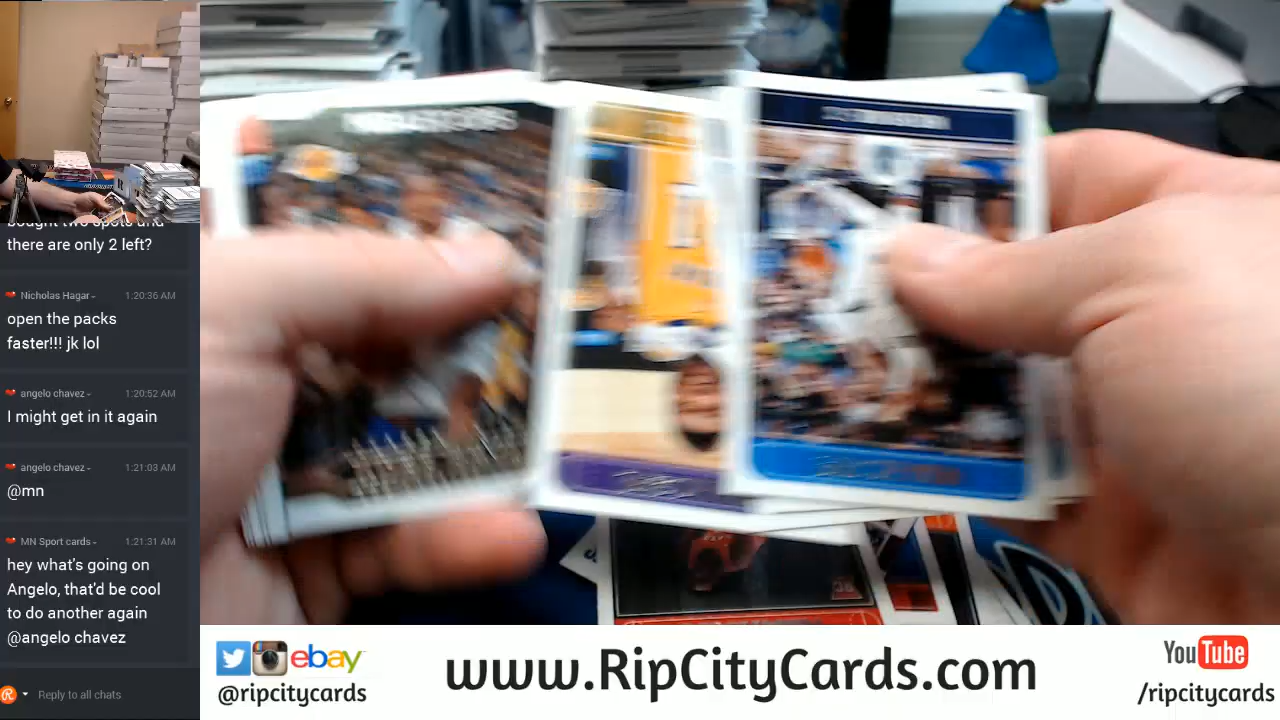 bought two spots and
there are only 2 left?
Nicholas Hagar 1:20:36 AM
open the packs
faster!!! jk lol
angelo chavez 1:20:52 AM
I might get in it again
angelo chavez 1:21:03 AM
@mn
MN Sport cards 1:21:31 AM
hey what's going on
Angelo, that'd be cool
to do another again
@angelo chavez
Reply to all chats
ebay
@ripcitycards
www.RipCityCards.com
YouTube
/ripcitycards